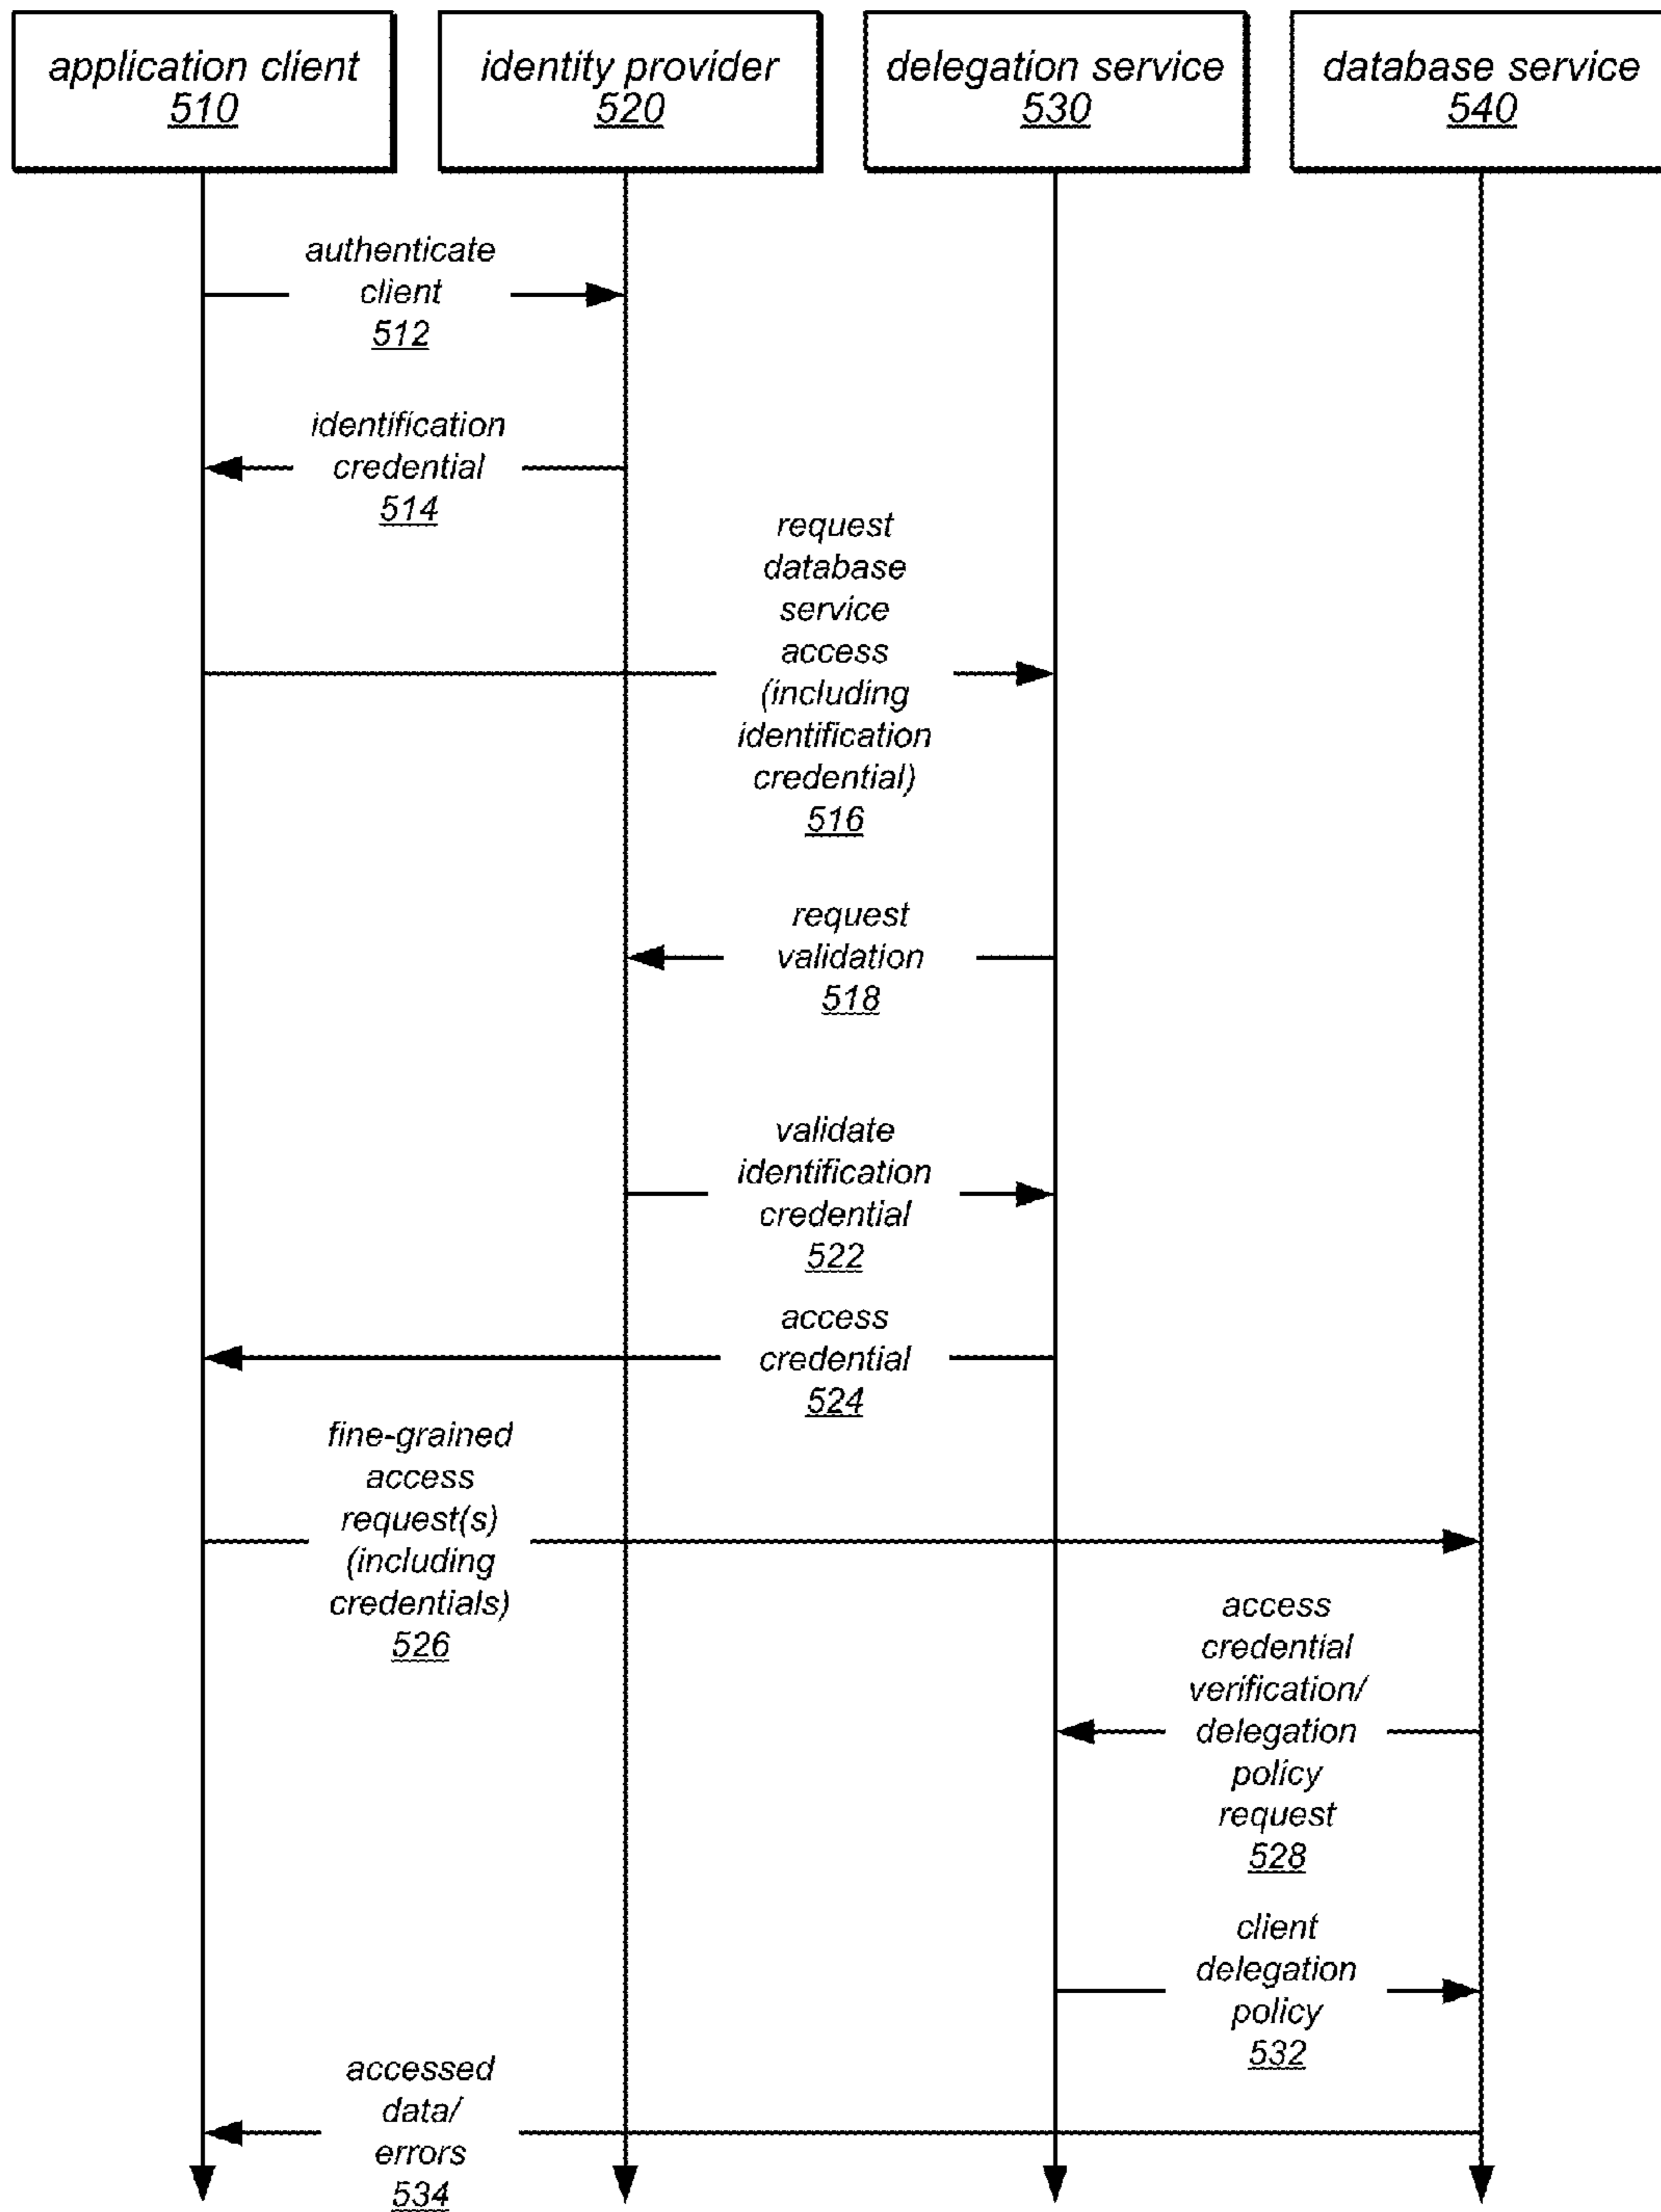 application client
510
identity provider
520
delegation service
530
database service
540
authenticate
client
512
identification
credential
514
request
database
service
access
(including
identification
credential)
516
request
validation
518
validate
identification
credential
522
access
credential
524
fine-grained
access
request(s)
(including
credentials)
526
access
credential
verification/
delegation
policy
request
528
client
delegation
policy
532
accessed
data/
errors
534